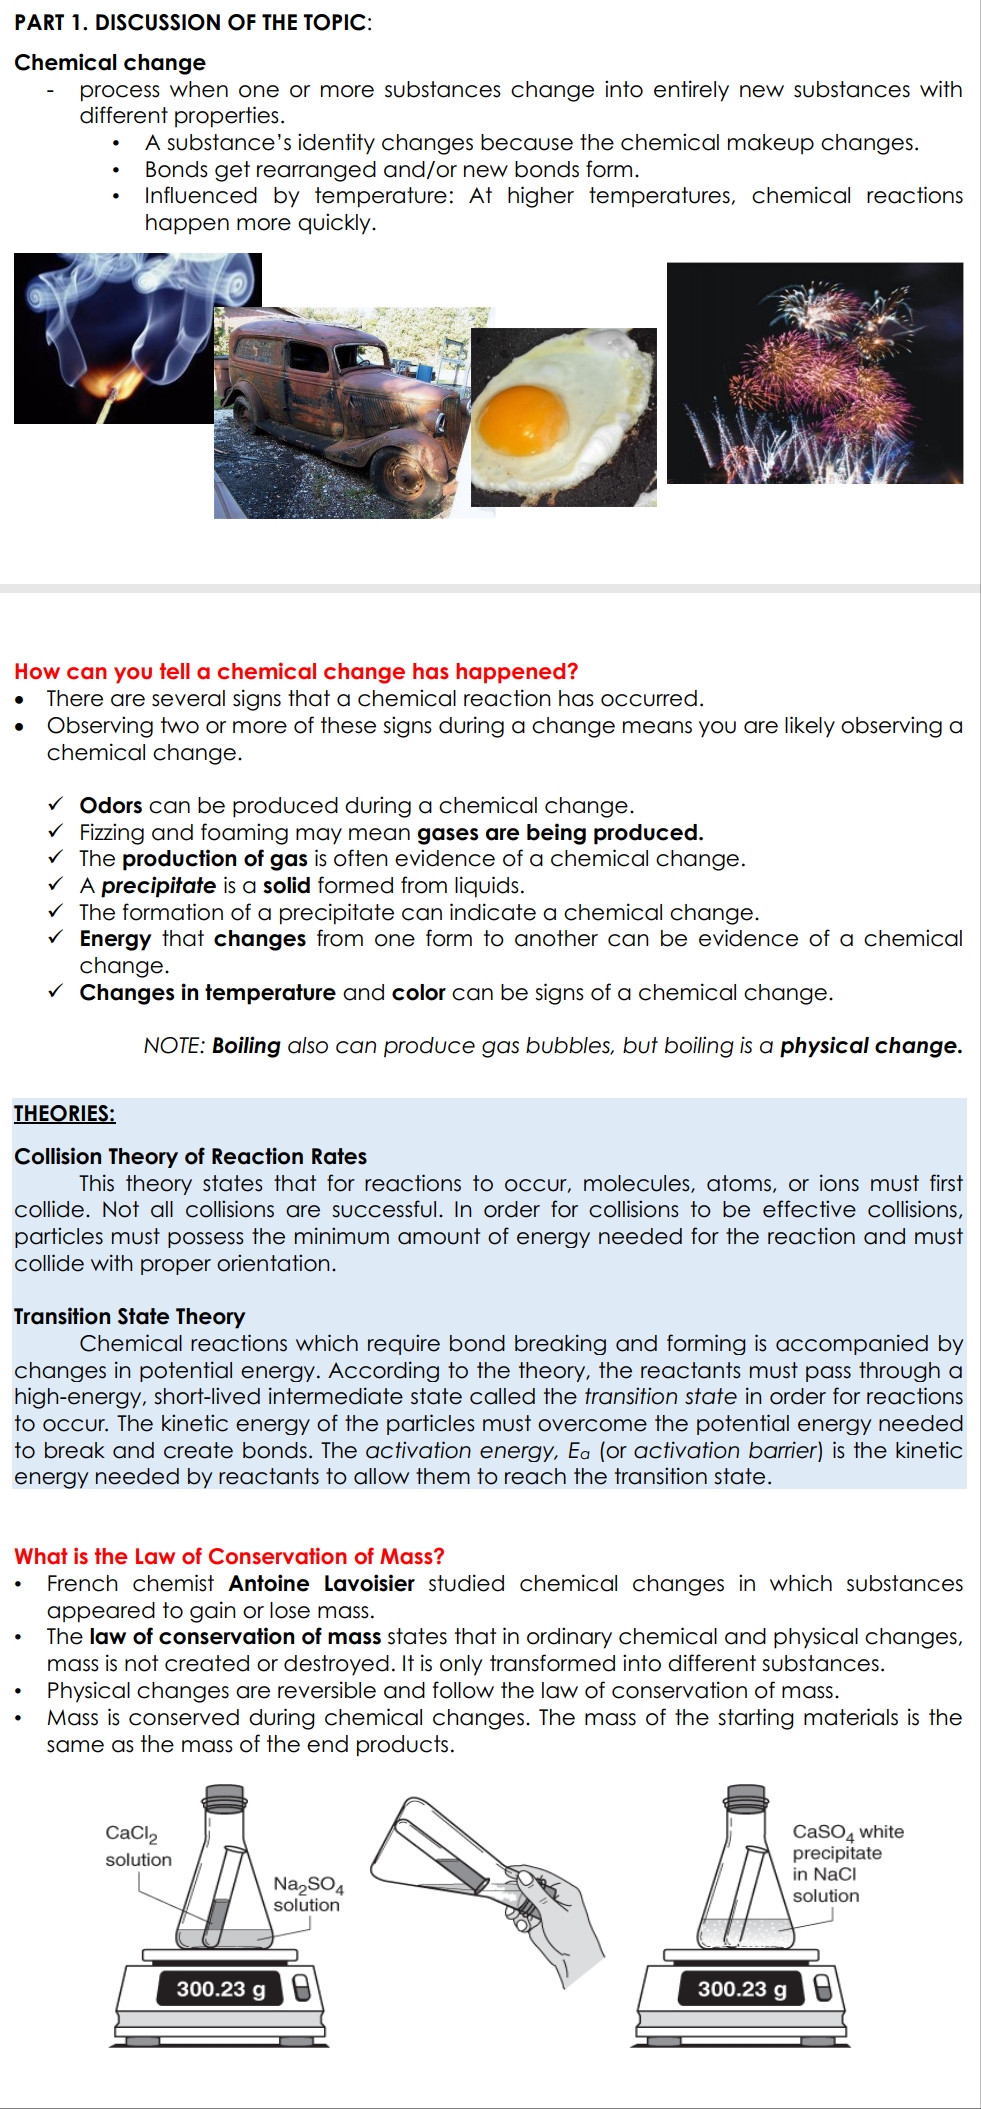 PART 1. DISCUSSION OF THE TOPIC:
Chemical change
- process when one or more substances change into entirely new substances with
different properties.
• A substance’s identity changes because the chemical makeup changes.
• Bonds get rearranged and/or new bonds form.
• Influenced by temperature: At higher temperatures, chemical reactions
happen more quickly.
How can you tell a chemical change has happened?
• There are several signs that a chemical reaction has occurred.
• Observing two or more of these signs during a change means you are likely observing a
chemical change.
✓ Odors can be produced during a chemical change.
✓ Fizzing and foaming may mean gases are being produced.
✓ The production of gas is often evidence of a chemical change.
✓ A precipitate is a solid formed from liquids.
✓ The formation of a precipitate can indicate a chemical change.
✓ Energy that changes from one form to another can be evidence of a chemical
change.
✓ Changes in temperature and color can be signs of a chemical change.
NOTE: Boiling also can produce gas bubbles, but boiling is a physical change.
THEORIES:
Collision Theory of Reaction Rates
This theory states that for reactions to occur, molecules, atoms, or ions must first
collide. Not all collisions are successful. In order for collisions to be effective collisions,
particles must possess the minimum amount of energy needed for the reaction and must
collide with proper orientation.
Transition State Theory
Chemical reactions which require bond breaking and forming is accompanied by
changes in potential energy. According to the theory, the reactants must pass through a
high-energy, short-lived intermediate state called the transition state in order for reactions
to occur. The kinetic energy of the particles must overcome the potential energy needed
to break and create bonds. The activation energy, Ea (or activation barrier) is the kinetic
energy needed by reactants to allow them to reach the transition state.
What is the Law of Conservation of Mass?
• French chemist Antoine Lavoisier studied chemical changes in which substances
appeared to gain or lose mass.
• The law of conservation of mass states that in ordinary chemical and physical changes,
mass is not created or destroyed. It is only transformed into different substances.
• Physical changes are reversible and follow the law of conservation of mass.
• Mass is conserved during chemical changes. The mass of the starting materials is the
same as the mass of the end products.
CaCl₂
solution
Na₂SO₄
solution
300.23 g
CaSO₄ white
precipitate
in NaCl
solution
300.23 g